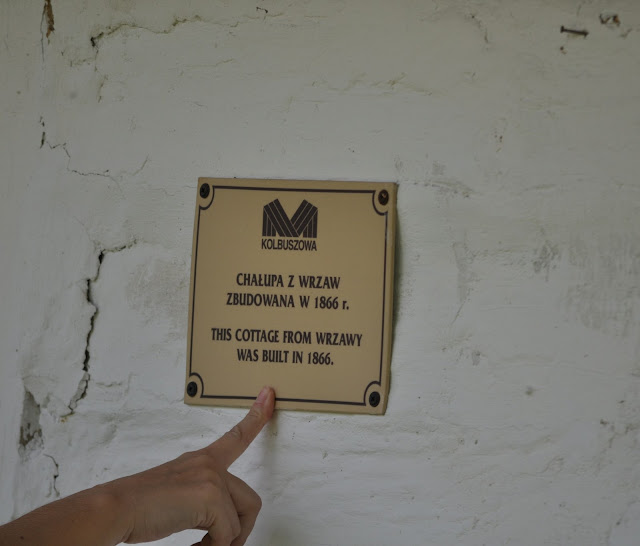 KOLBUSZOWA
CHAŁUPA Z WRZAW
ZBUDOWANA W 1866 r.
THIS COTTAGE FROM WRZAWY
WAS BUILT IN 1866.